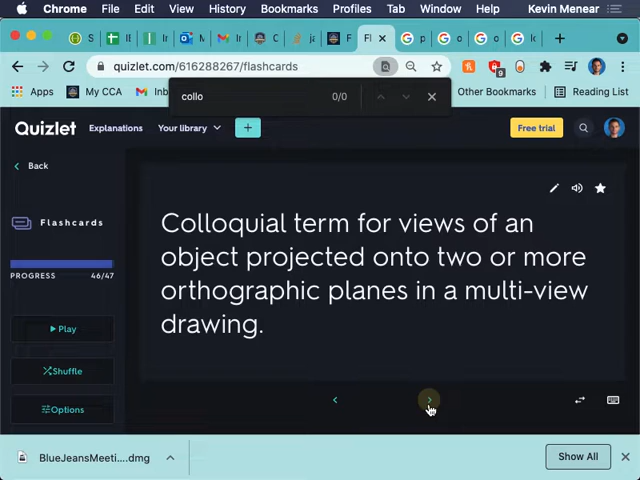 Chrome File Edit View History Bookmarks Profiles Tab Window Help Kevin Menear
quizlet.com/616288267/flashcards
Apps My CCA Other Bookmarks Reading List
collo 0/0
Quizlet Explanations Your library Free trial
Back
Flashcards
PROGRESS 46/47
Play
Shuffle
Options
Colloquial term for views of an
object projected onto two or more
orthographic planes in a multi-view
drawing.
BlueJeansMeeti....dmg Show All